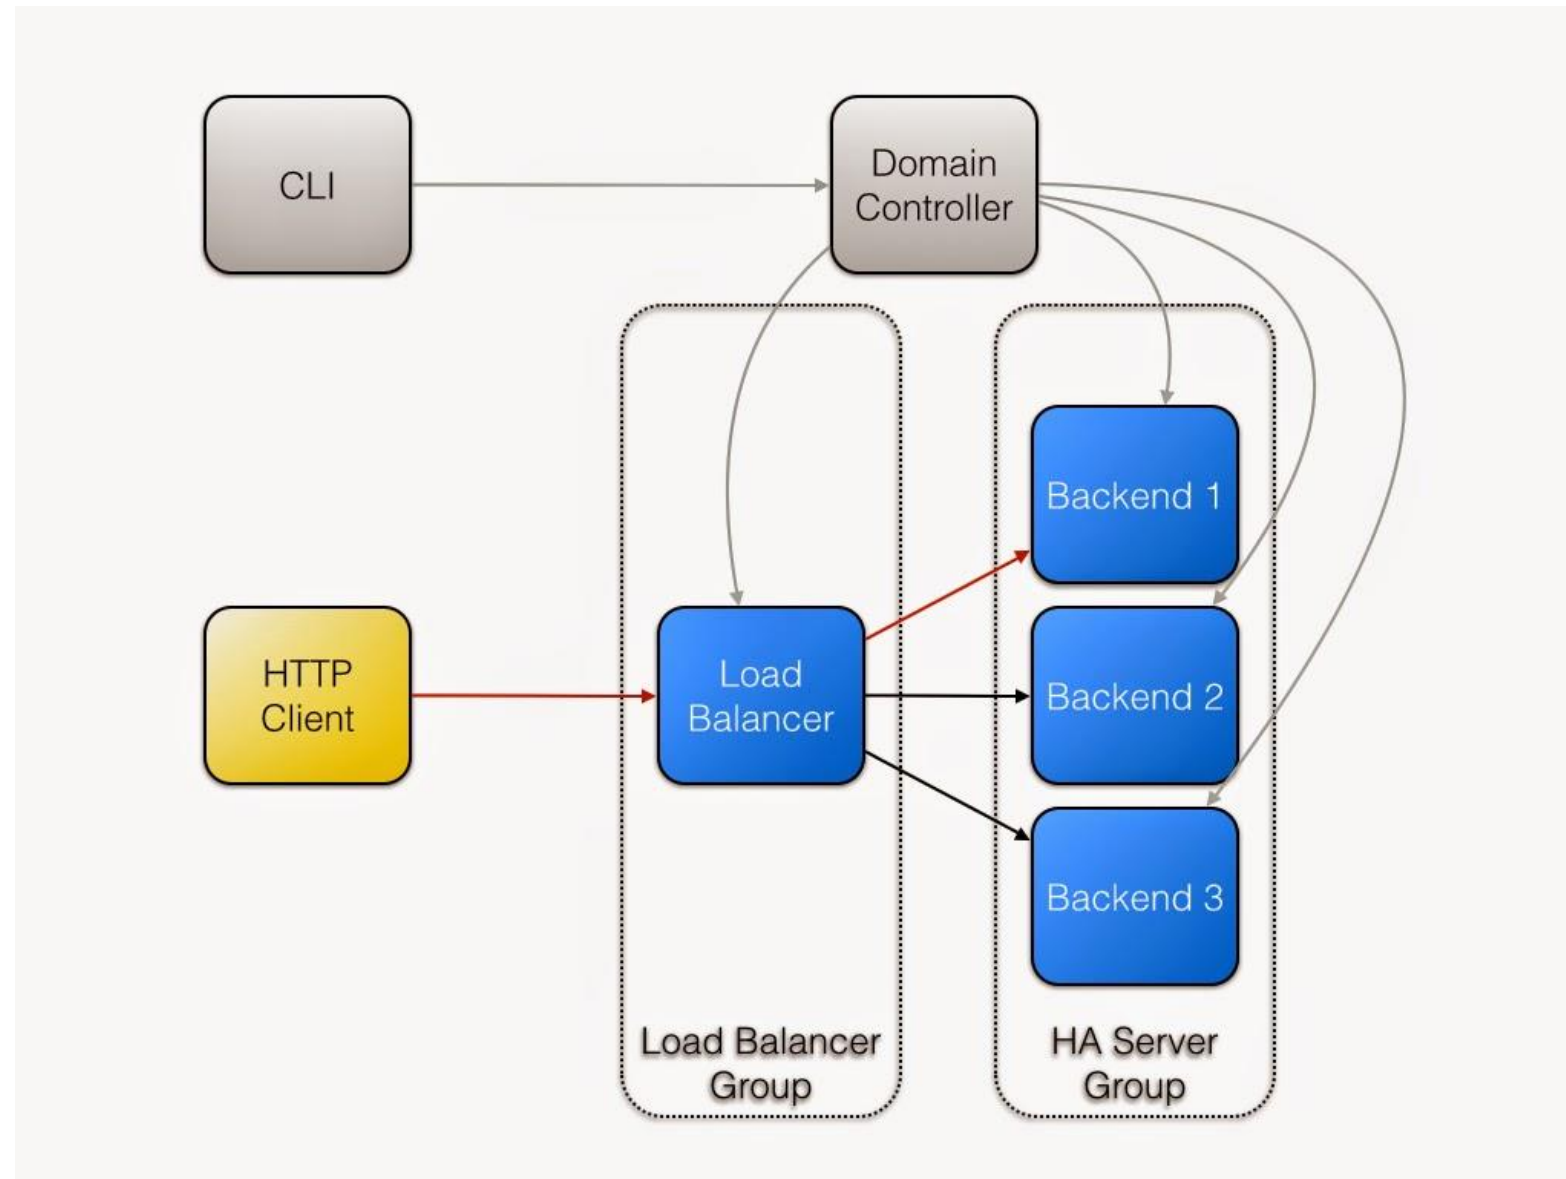 CLI
Domain
Controller
Backend 1
HTTP
Client
Load
Balancer
Backend 2
Backend 3
Load Balancer
Group
HA Server
Group